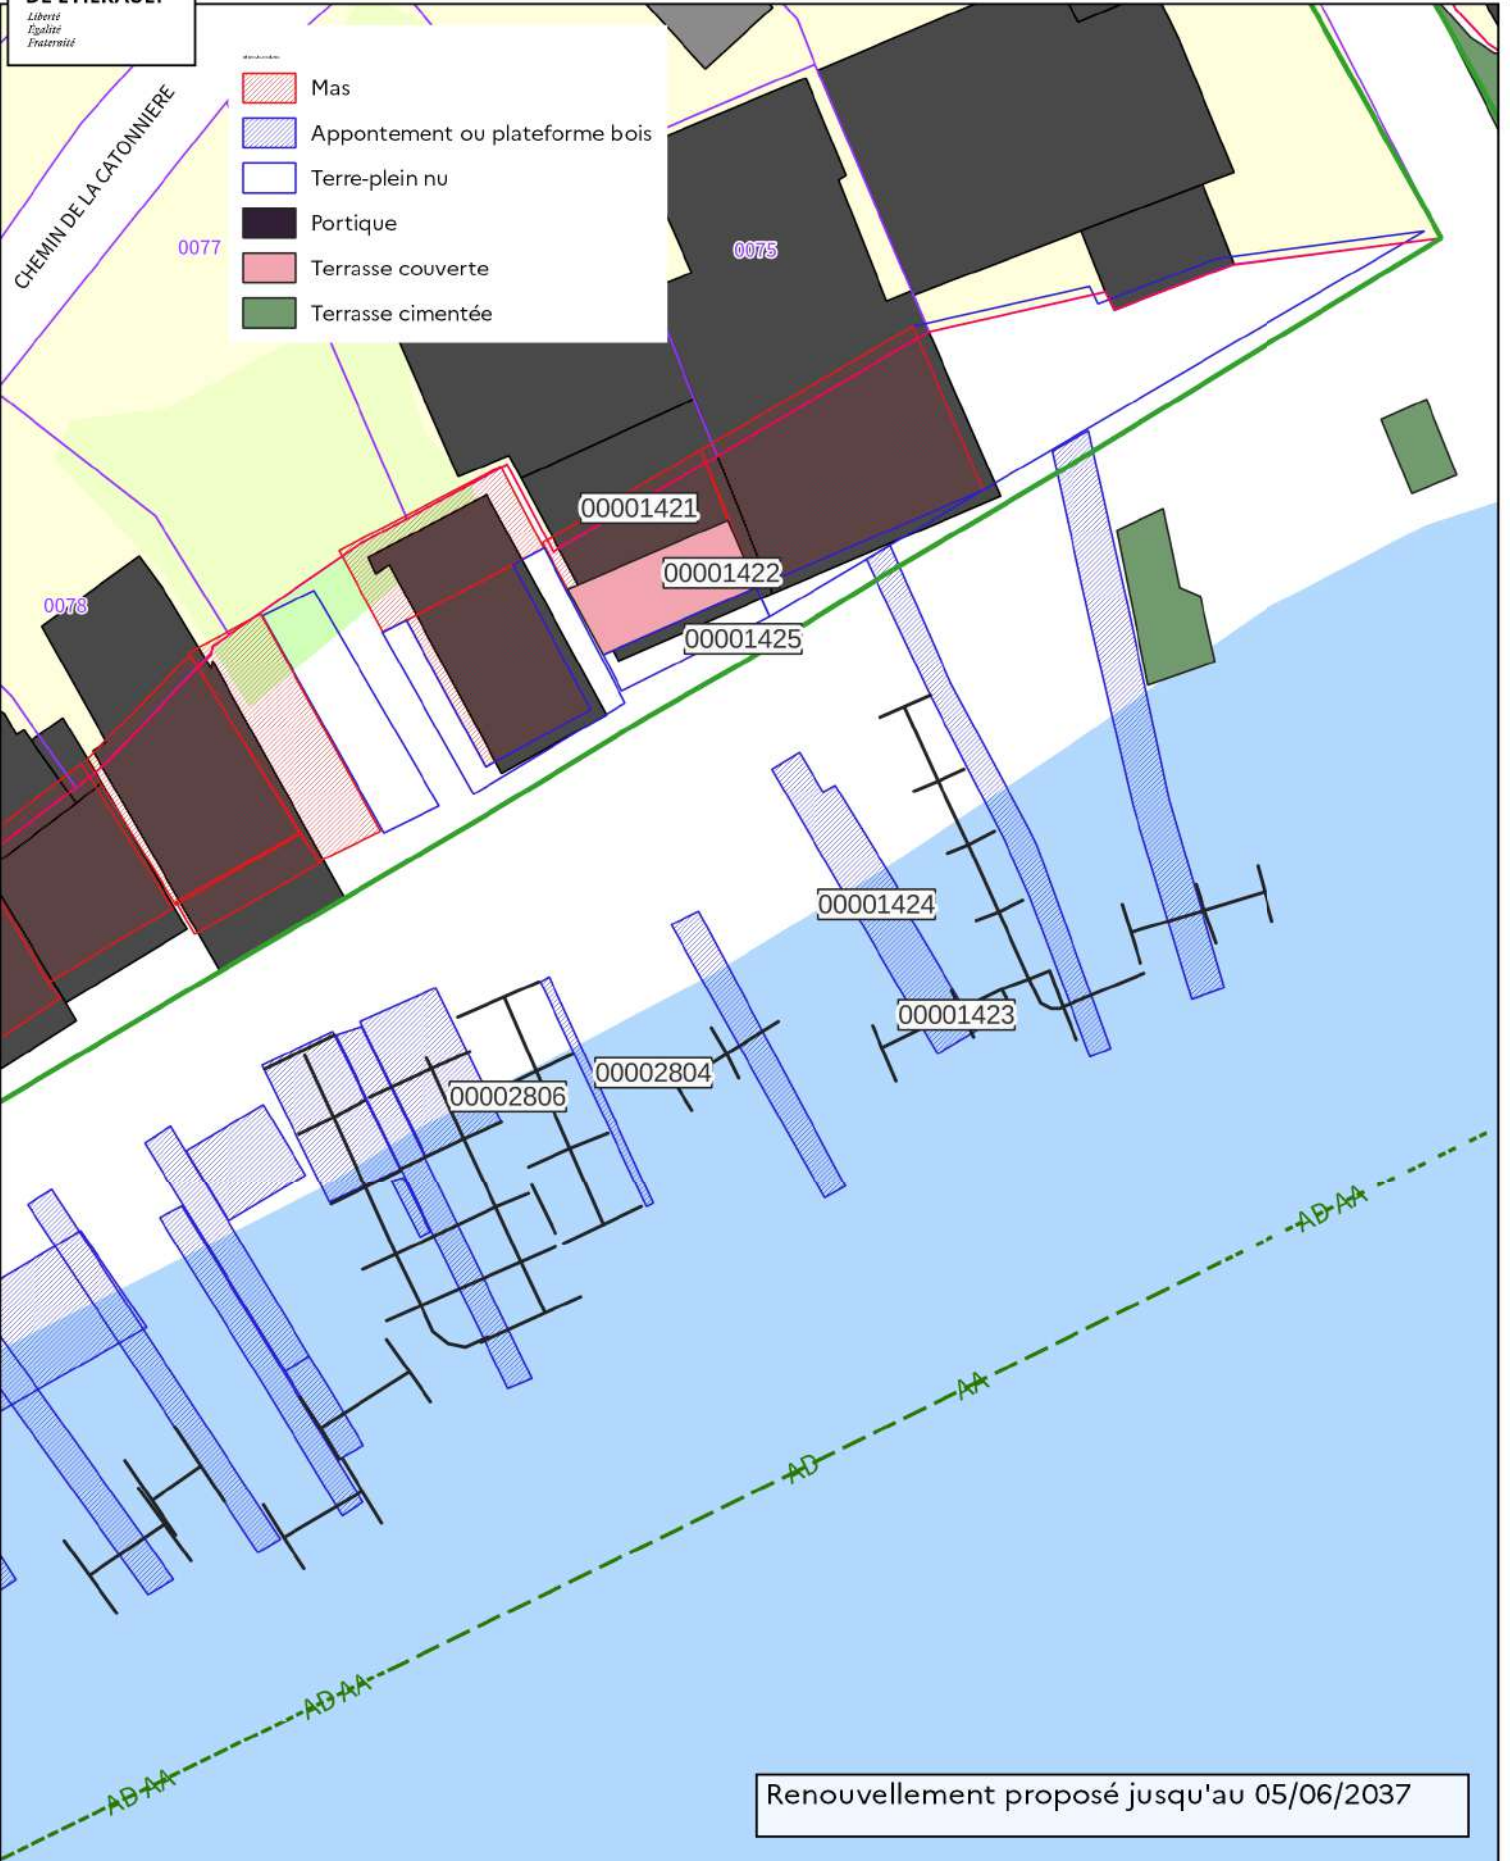 DE L'HÉRAULT
Liberté
Égalité
Fraternité
Mas
Appontement ou plateforme bois
Terre-plein nu
Portique
Terrasse couverte
Terrasse cimentée
CHEMIN DE LA CATONNIERE
0077
0075
0078
00001421
00001422
00001425
00001424
00001423
00002804
00002806
AD AA
AA
AD
AD AA
AD AA
Renouvellement proposé jusqu'au 05/06/2037